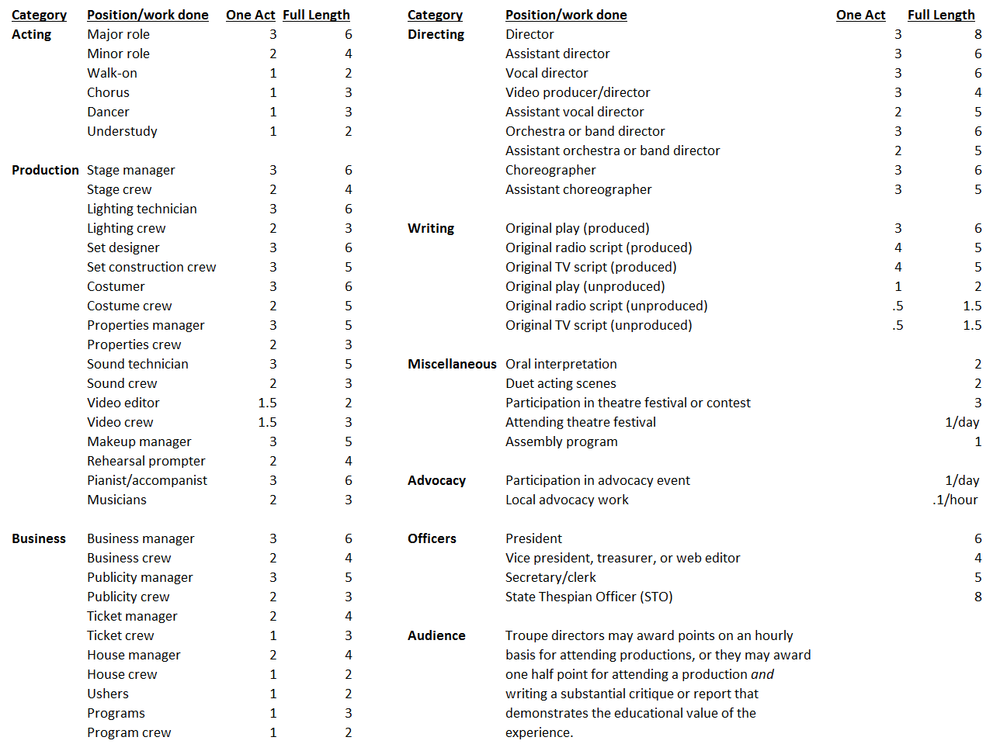 Category Position/work done One Act Full Length
Acting Major role 3 6
Minor role 2 4
Walk-on 1 2
Chorus 1 3
Dancer 1 3
Understudy 1 2
Production Stage manager 3 6
Stage crew 2 4
Lighting technician 3 6
Lighting crew 2 3
Set designer 3 6
Set construction crew 3 5
Costumer 3 6
Costume crew 2 5
Properties manager 3 5
Properties crew 2 3
Sound technician 3 5
Sound crew 2 3
Video editor 1.5 2
Video crew 1.5 3
Makeup manager 3 5
Rehearsal prompter 2 4
Pianist/accompanist 3 6
Musicians 2 3
Business Business manager 3 6
Business crew 2 4
Publicity manager 3 5
Publicity crew 2 3
Ticket manager 2 4
Ticket crew 1 3
House manager 2 4
House crew 1 2
Ushers 1 2
Programs 1 3
Program crew 1 2
Category Position/work done One Act Full Length
Directing Director 3 8
Assistant director 3 6
Vocal director 3 6
Video producer/director 3 4
Assistant vocal director 2 5
Orchestra or band director 3 6
Assistant orchestra or band director 2 5
Choreographer 3 6
Assistant choreographer 3 5
Writing Original play (produced) 3 6
Original radio script (produced) 4 5
Original TV script (produced) 4 5
Original play (unproduced) 1 2
Original radio script (unproduced) .5 1.5
Original TV script (unproduced) .5 1.5
Miscellaneous Oral interpretation 2
Duet acting scenes 2
Participation in theatre festival or contest 3
Attending theatre festival 1/day
Assembly program 1
Advocacy Participation in advocacy event 1/day
Local advocacy work .1/hour
Officers President 6
Vice president, treasurer, or web editor 4
Secretary/clerk 5
State Thespian Officer (STO) 8
Audience Troupe directors may award points on an hourly
basis for attending productions, or they may award
one half point for attending a production and
writing a substantial critique or report that
demonstrates the educational value of the
experience.